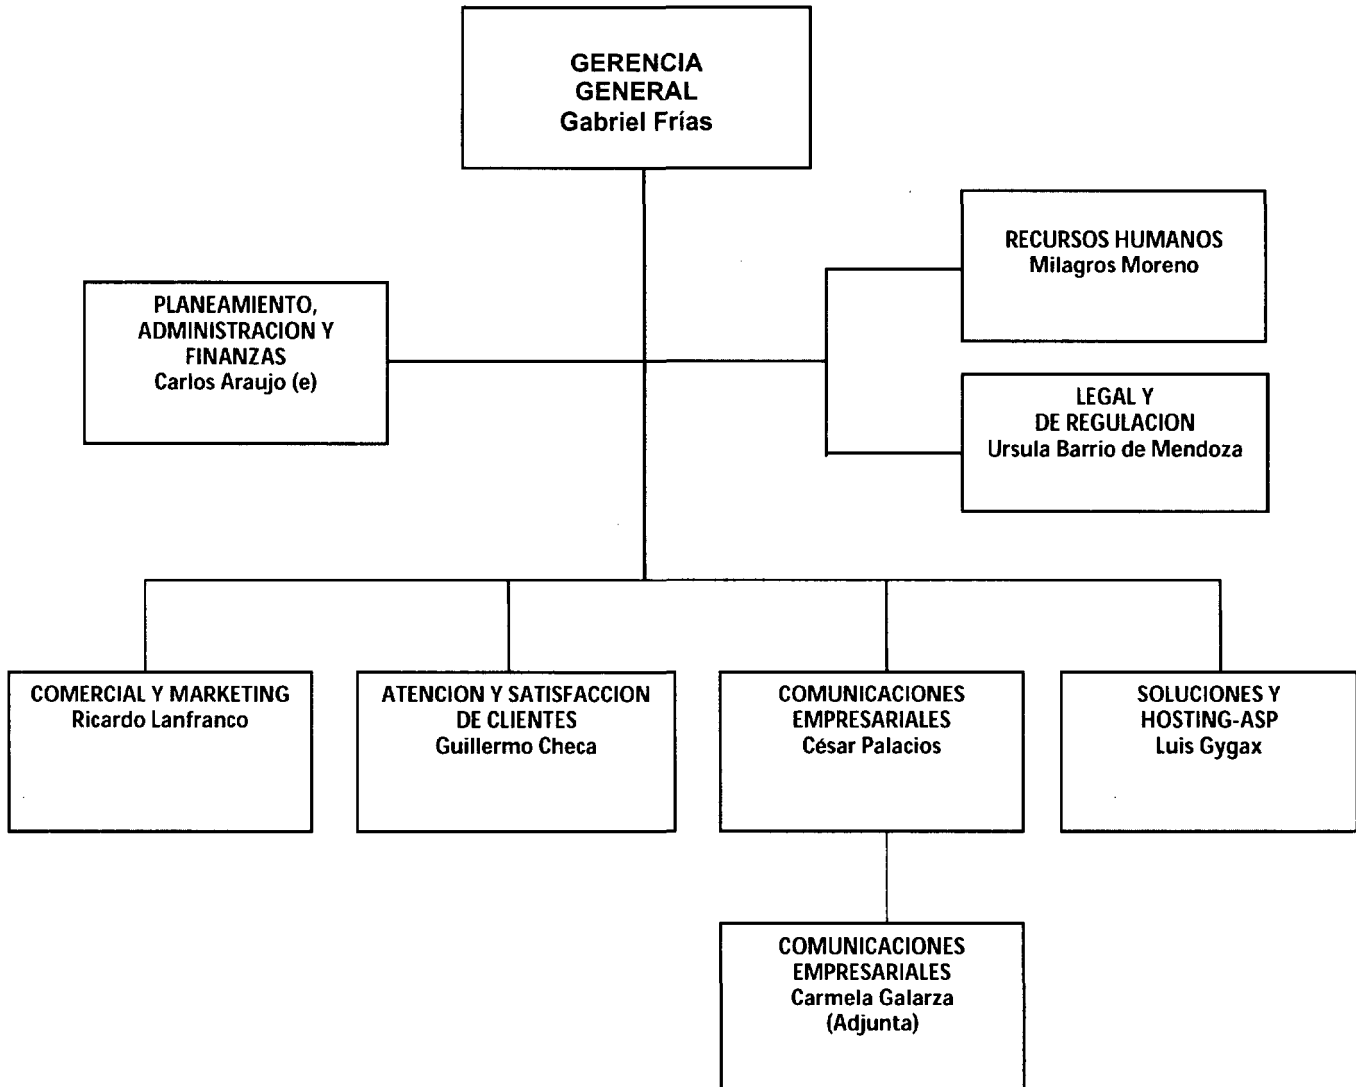 GERENCIA
GENERAL
Gabriel Frías
RECURSOS HUMANOS
Milagros Moreno
PLANEAMIENTO,
ADMINISTRACION Y
FINANZAS
Carlos Araujo (e)
LEGAL Y
DE REGULACION
Ursula Barrio de Mendoza
COMERCIAL Y MARKETING
Ricardo Lanfranco
ATENCION Y SATISFACCION
DE CLIENTES
Guillermo Checa
COMUNICACIONES
EMPRESARIALES
César Palacios
SOLUCIONES Y
HOSTING-ASP
Luis Gygax
COMUNICACIONES
EMPRESARIALES
Carmela Galarza
(Adjunta)